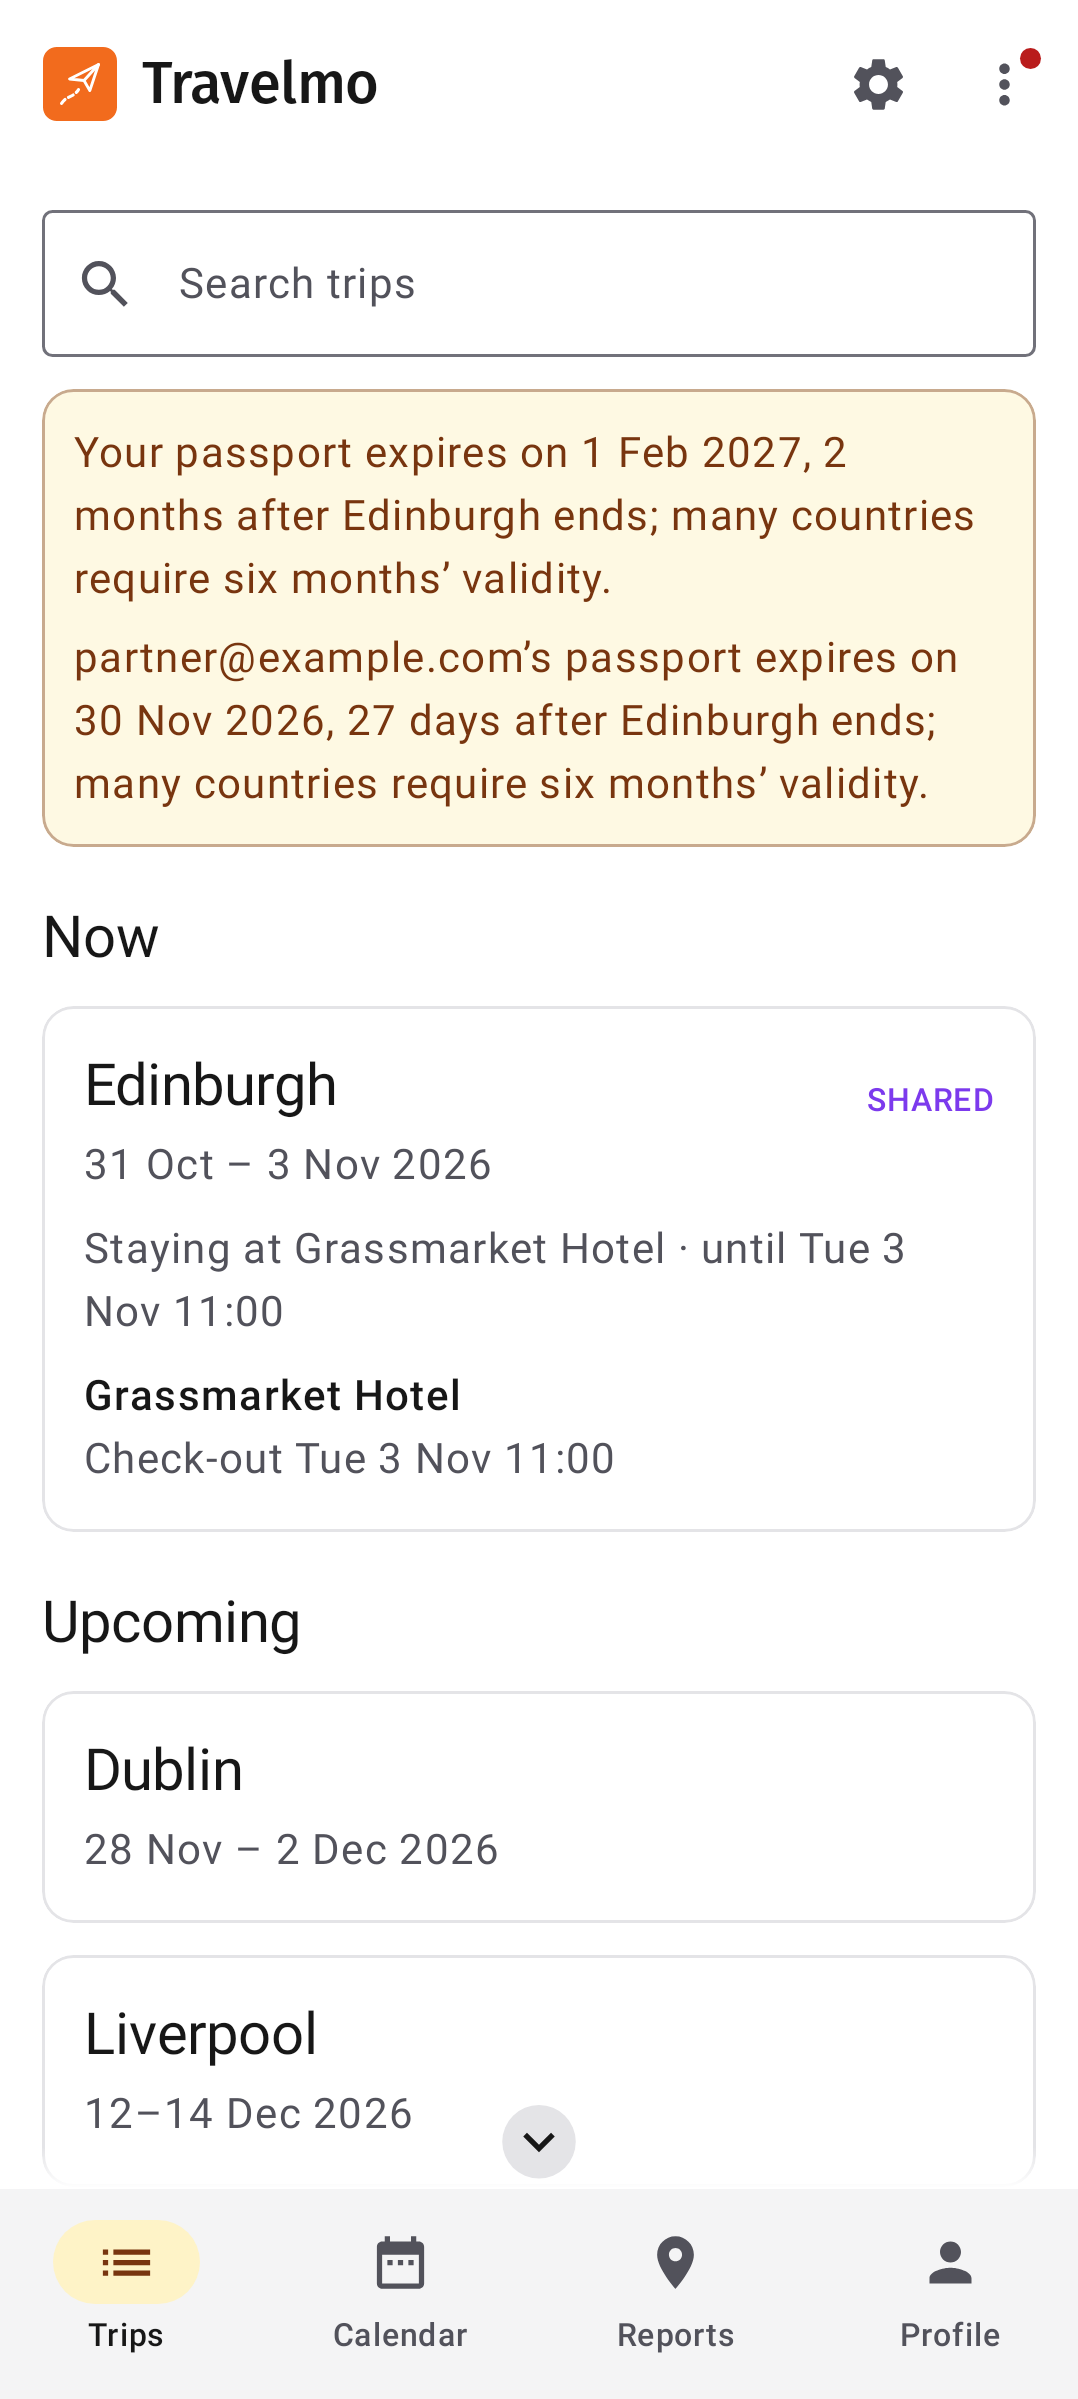 Travelmo
Search trips
Your passport expires on 1 Feb 2027, 2
months after Edinburgh ends; many countries
require six months’ validity.
partner@example.com’s passport expires on
30 Nov 2026, 27 days after Edinburgh ends;
many countries require six months’ validity.
Now
Edinburgh
SHARED
31 Oct – 3 Nov 2026
Staying at Grassmarket Hotel · until Tue 3
Nov 11:00
Grassmarket Hotel
Check-out Tue 3 Nov 11:00
Upcoming
Dublin
28 Nov – 2 Dec 2026
Liverpool
12–14 Dec 2026
Trips
Calendar
Reports
Profile